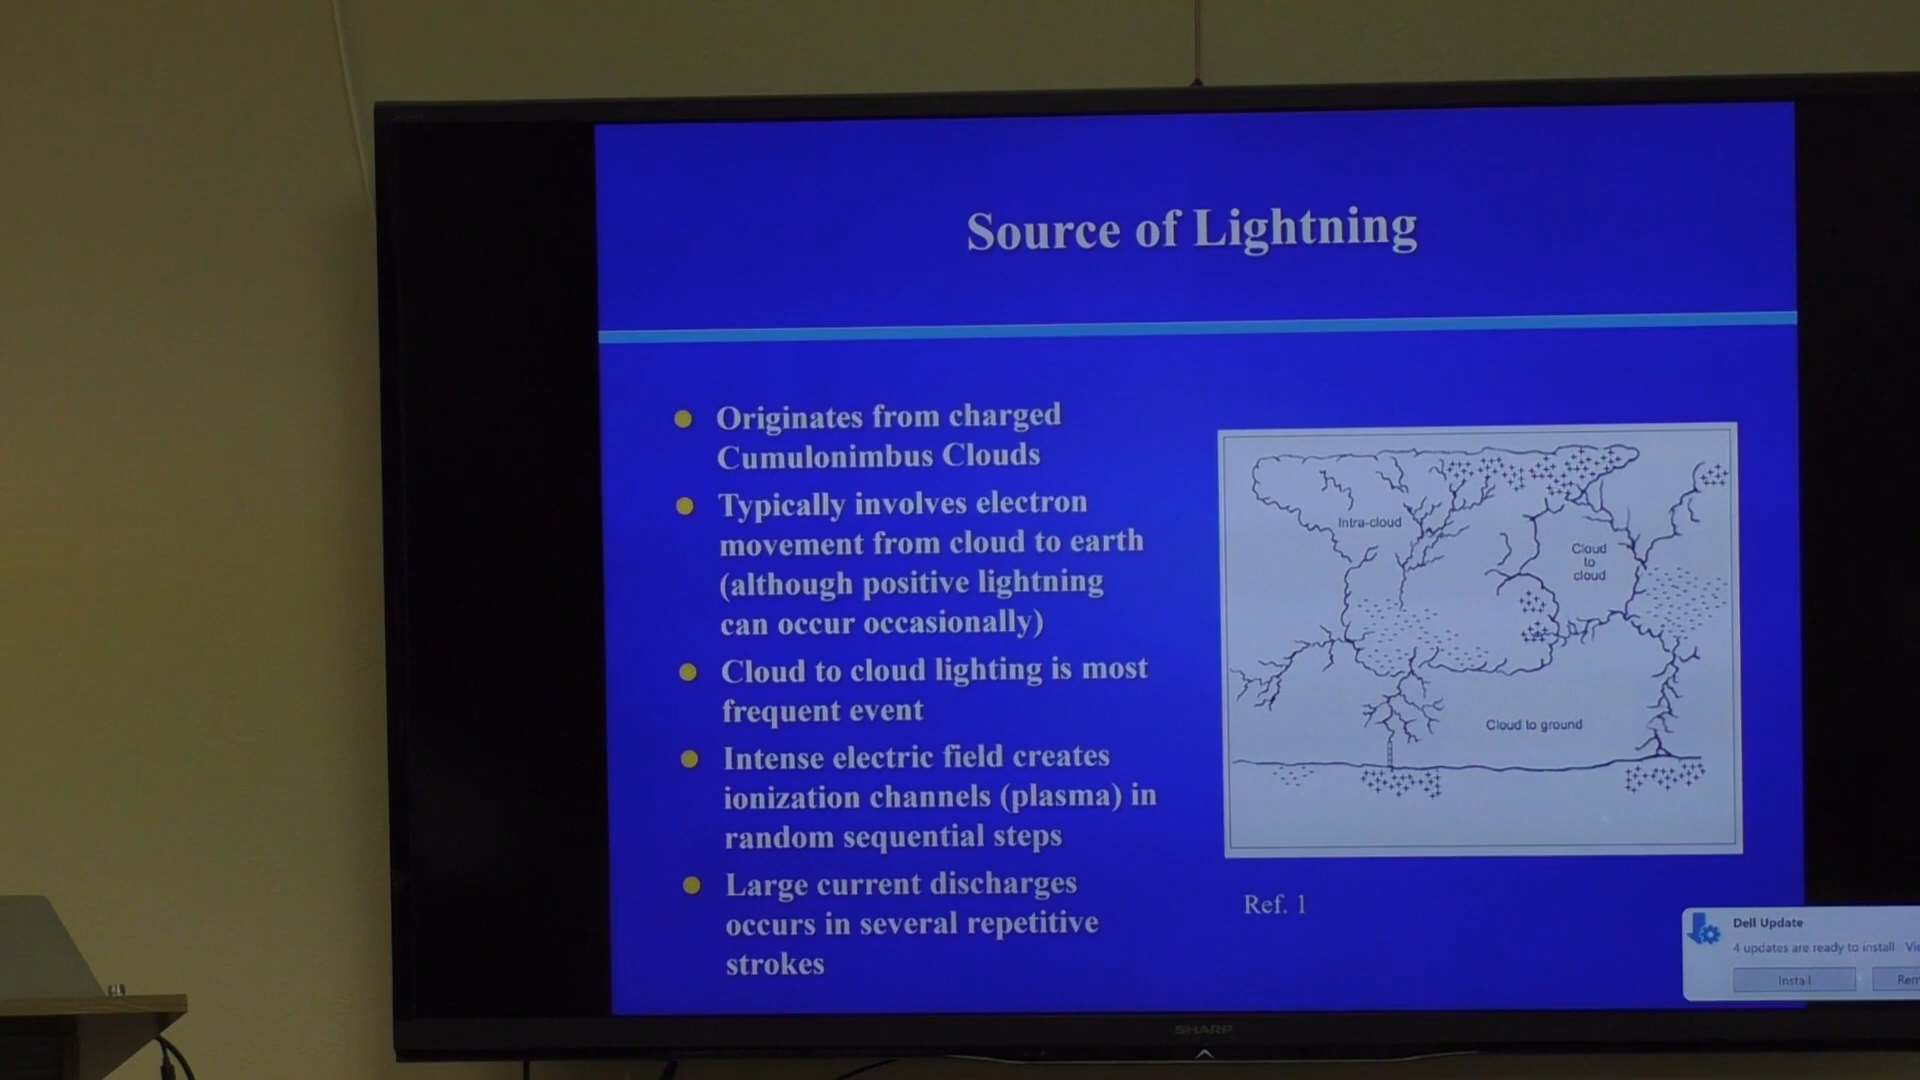 Source of Lightning
Originates from charged
Cumulonimbus Clouds
Typically involves electron
movement from cloud to earth
(although positive lightning
can occur occasionally)
Cloud to cloud lighting is most
frequent event
Intense electric field creates
ionization channels (plasma) in
random sequential steps
Large current discharges
occurs in several repetitive
strokes
Intra-cloud
Cloud
to
cloud
Cloud to ground
Ref. 1
Dell Update
4 updates are ready to install
Install
SHARP